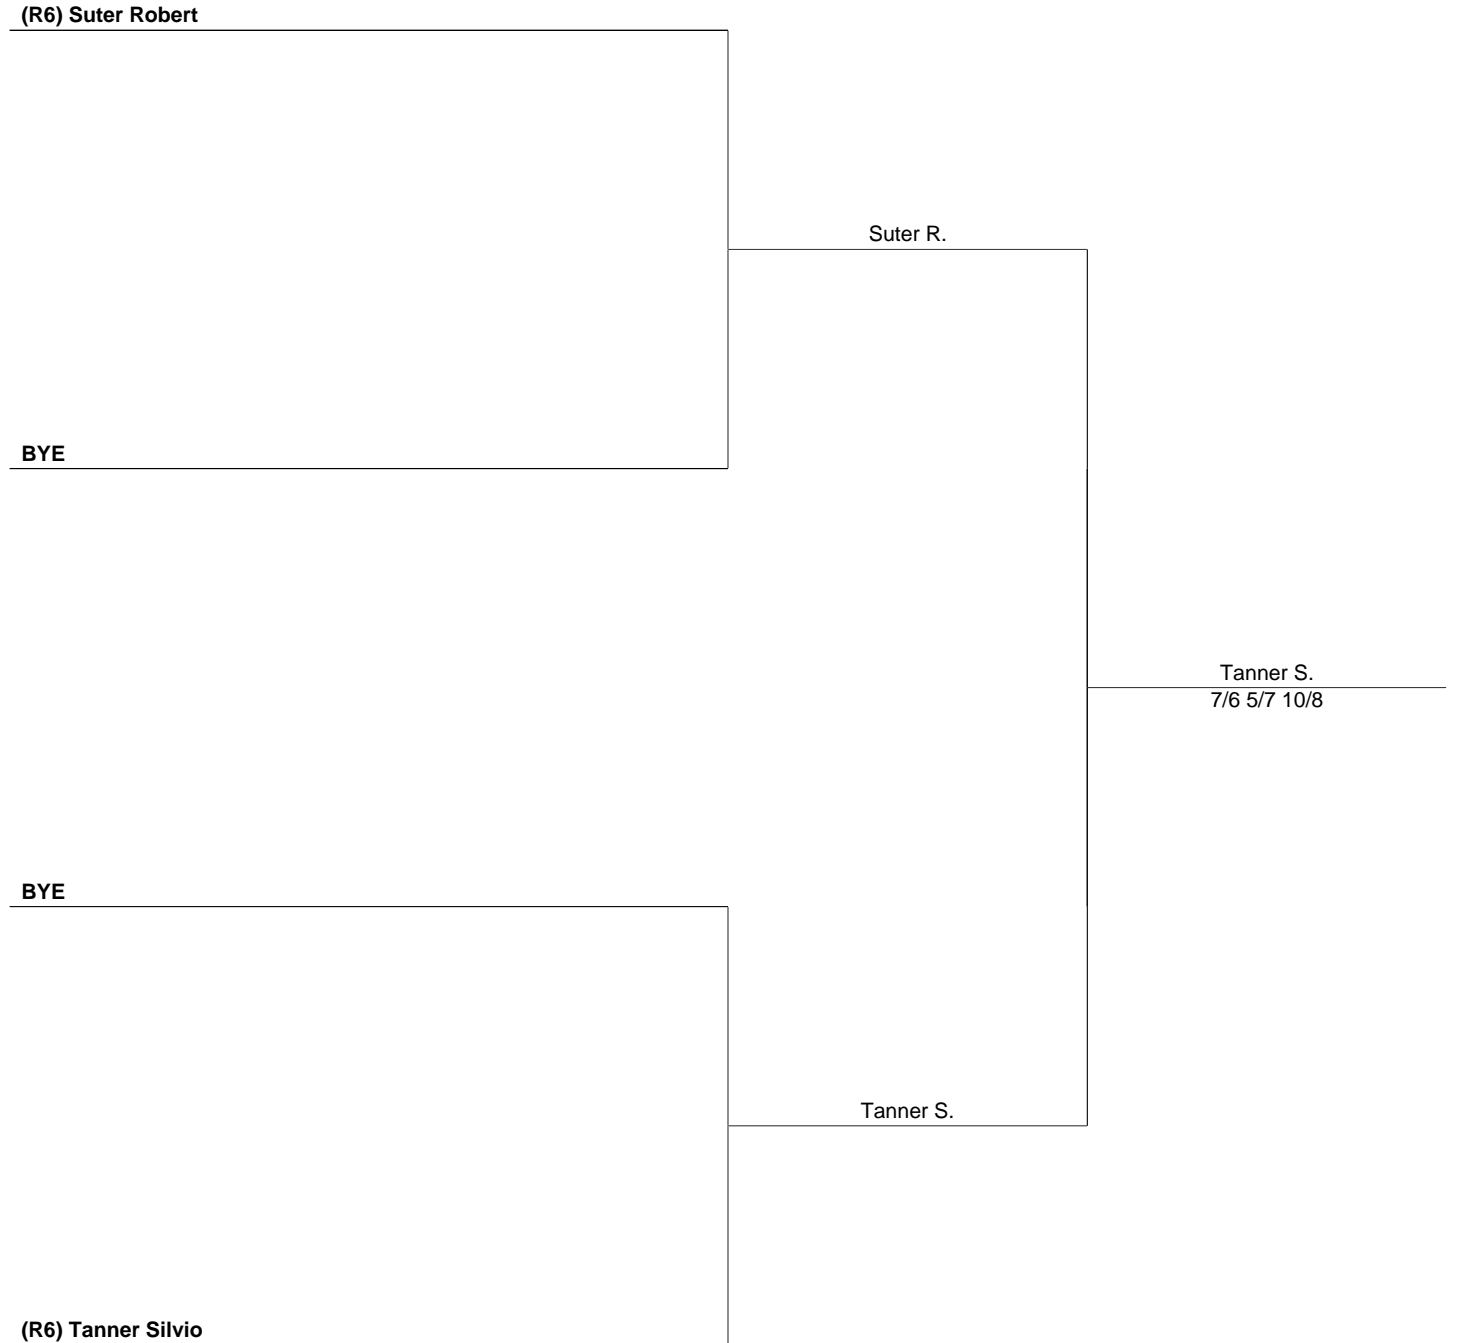 (R6) Suter Robert
Suter R.
BYE
Tanner S.
7/6 5/7 10/8
BYE
Tanner S.
(R6) Tanner Silvio